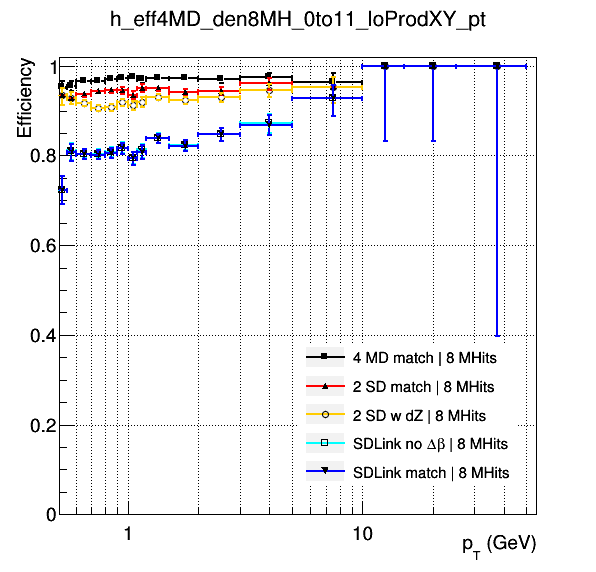 h_eff4MD_den8MH_0to11_loProdXY_pt
Efficiency
1
0.8
0.6
0.4
0.2
0
4 MD match | 8 MHits
2 SD match | 8 MHits
2 SD w dZ | 8 MHits
SDLink no Δβ | 8 MHits
SDLink match | 8 MHits
1
10
p_T (GeV)